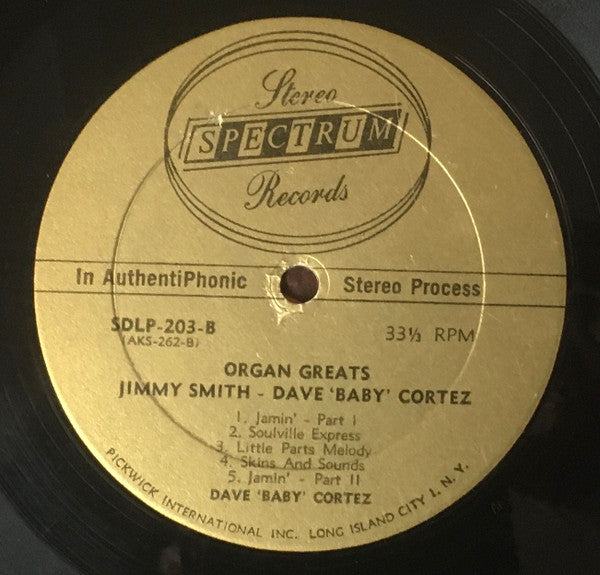 Stereo
SPECTRUM
Records
In AuthentiPhonic Stereo Process
SDLP-203-B 33⅓ RPM
(AKS-262-B)
ORGAN GREATS
JIMMY SMITH - DAVE 'BABY' CORTEZ
1. Jamin' - Part I
2. Soulville Express
3. Little Parts Melody
4. Skins And Sounds
5. Jamin' - Part II
DAVE 'BABY' CORTEZ
PICKWICK INTERNATIONAL INC. LONG ISLAND CITY 1, N.Y.